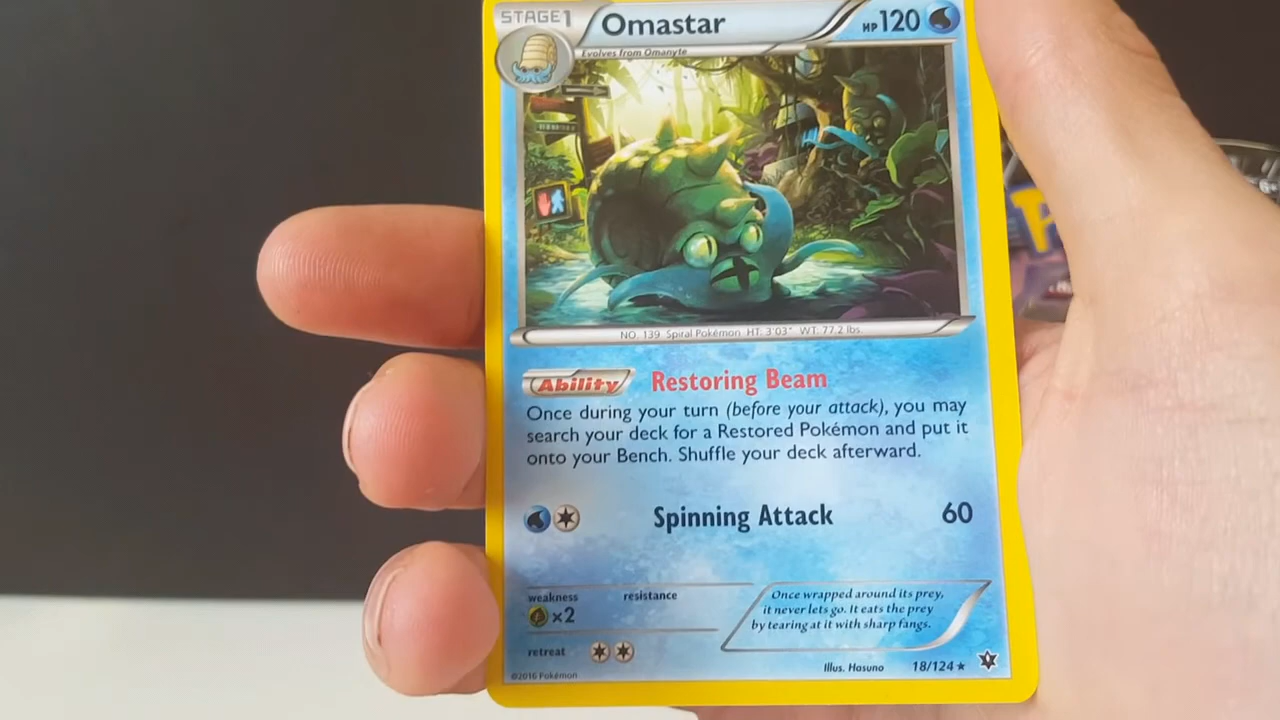 STAGE1
Omastar
HP120
Evolves from Omanyte
NO. 139 Spiral Pokémon HT: 3'03" WT: 77.2 lbs.
Ability Restoring Beam
Once during your turn (before your attack), you may
search your deck for a Restored Pokémon and put it
onto your Bench. Shuffle your deck afterward.
Spinning Attack 60
weakness resistance
×2
Once wrapped around its prey,
it never lets go. It eats the prey
by tearing at it with sharp fangs.
retreat
Illus. Hasuno 18/124
©2016 Pokémon